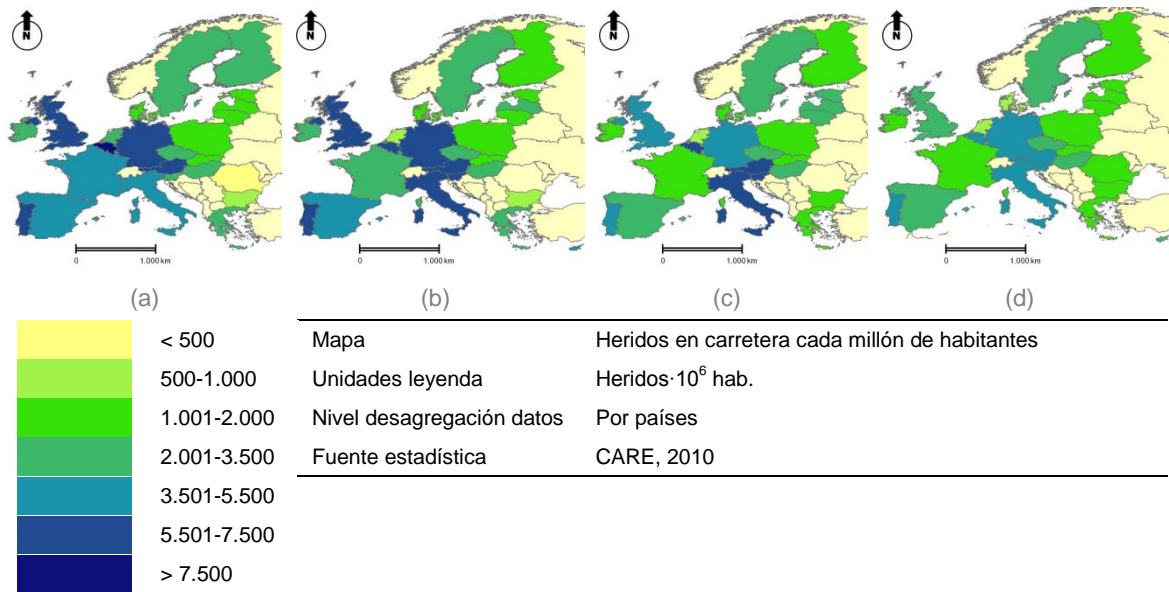 N N N N
0 1.000 km 0 1.000 km 0 1.000 km 0 1.000 km
(a) (b) (c) (d)
< 500 Mapa Heridos en carretera cada millón de habitantes
500-1.000 Unidades leyenda Heridos·10⁶ hab.
1.001-2.000 Nivel desagregación datos Por países
2.001-3.500 Fuente estadística CARE, 2010
3.501-5.500
5.501-7.500
> 7.500